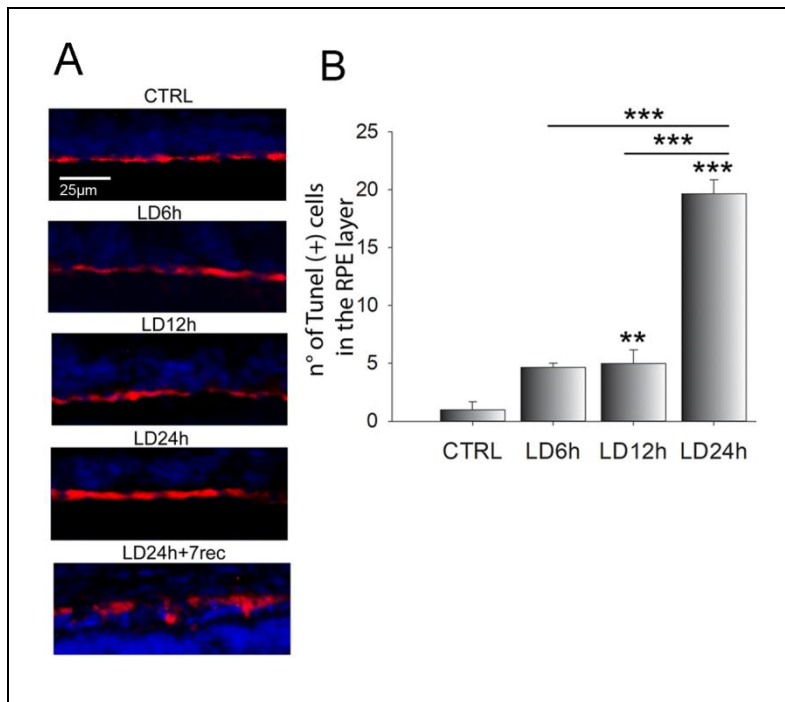 A
CTRL
25µm
LD6h
LD12h
LD24h
LD24h+7rec
B
n° of Tunel (+) cells
in the RPE layer
25
20
15
10
5
0
***
***
***
**
CTRL LD6h LD12h LD24h